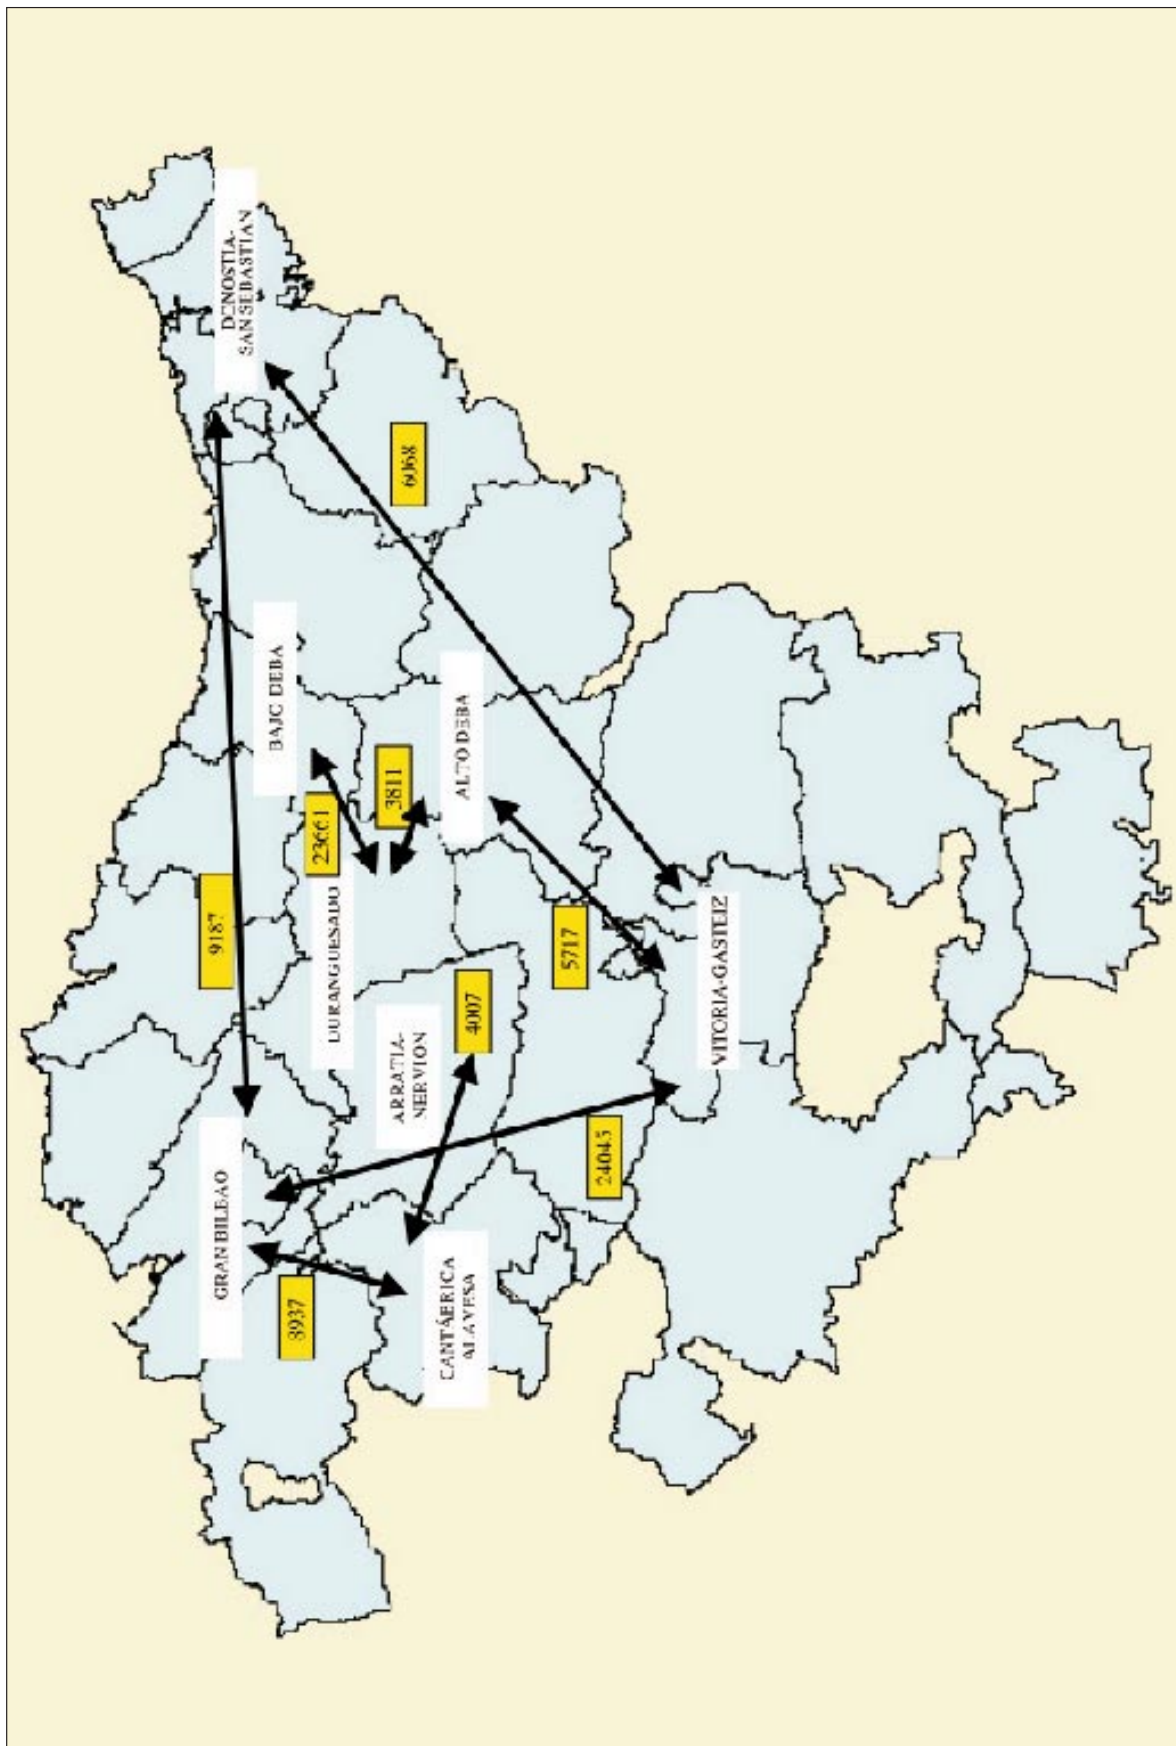 DONOSTIA-
SAN SEBASTIAN
9187
BAJO DEBA
6068
23661
3811
GRAN BILBAO
DURANGUESADO
ALTO DEBA
ARRATIA-
NERVION
4007
5717
8937
CANTÁBRICA
ALAVESA
24045
VITORIA-GASTEIZ